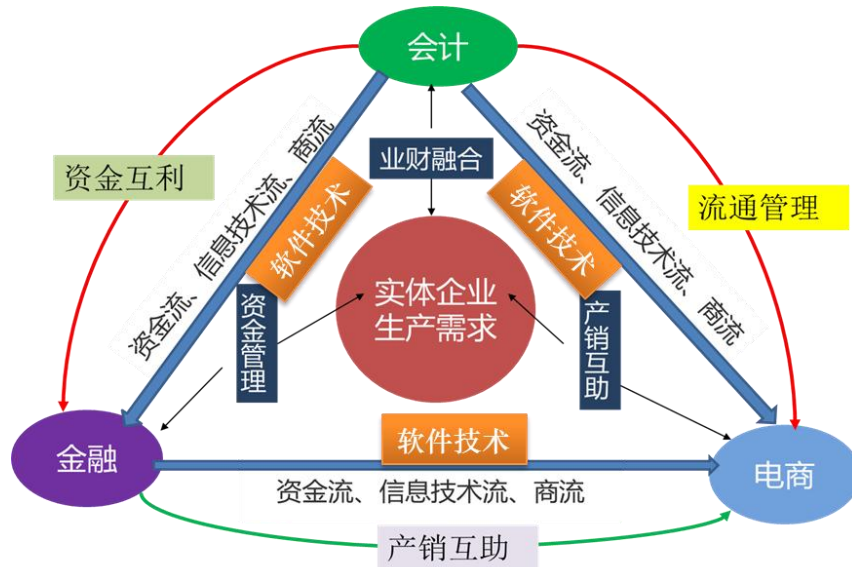 会计
资金流、信息技术流、商流
资金流、信息技术流、商流
业财融合
资金互利
软件技术
软件技术
流通管理
实体企业
生产需求
资金管理
产销互助
金融
软件技术
电商
资金流、信息技术流、商流
产销互助